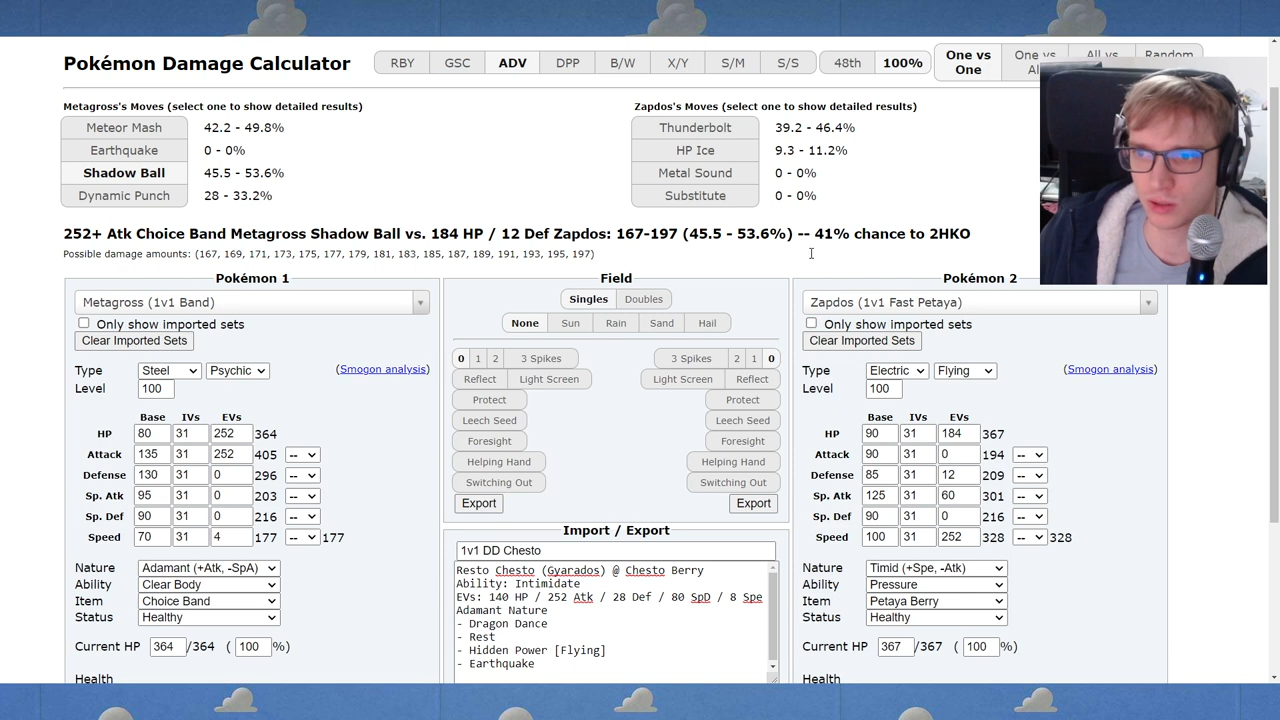 Pokémon Damage Calculator
RBY GSC ADV DPP B/W X/Y S/M S/S 48th 100% One vs One One vs All vs Random
Metagross's Moves (select one to show detailed results)
Meteor Mash 42.2 - 49.8%
Earthquake 0 - 0%
Shadow Ball 45.5 - 53.6%
Dynamic Punch 28 - 33.2%
Zapdos's Moves (select one to show detailed results)
Thunderbolt 39.2 - 46.4%
HP Ice 9.3 - 11.2%
Metal Sound 0 - 0%
Substitute 0 - 0%
252+ Atk Choice Band Metagross Shadow Ball vs. 184 HP / 12 Def Zapdos: 167-197 (45.5 - 53.6%) -- 41% chance to 2HKO
Possible damage amounts: (167, 169, 171, 173, 175, 177, 179, 181, 183, 185, 187, 189, 191, 193, 195, 197)
Pokémon 1
Metagross (1v1 Band)
Only show imported sets
Clear Imported Sets
Type Steel Psychic (Smogon analysis)
Level 100
Base IVs EVs
HP 80 31 252 364
Attack 135 31 252 405 --
Defense 130 31 0 296 --
Sp. Atk 95 31 0 203 --
Sp. Def 90 31 0 216 --
Speed 70 31 4 177 -- 177
Nature Adamant (+Atk, -SpA)
Ability Clear Body
Item Choice Band
Status Healthy
Current HP 364 /364 ( 100 %)
Health
Field
Singles Doubles
None Sun Rain Sand Hail
0 1 2 3 Spikes 3 Spikes 2 1 0
Reflect Light Screen Light Screen Reflect
Protect Protect
Leech Seed Leech Seed
Foresight Foresight
Helping Hand Helping Hand
Switching Out Switching Out
Export Export
Import / Export
1v1 DD Chesto
Resto Chesto (Gyarados) @ Chesto Berry
Ability: Intimidate
EVs: 140 HP / 252 Atk / 28 Def / 80 SpD / 8 Spe
Adamant Nature
- Dragon Dance
- Rest
- Hidden Power [Flying]
- Earthquake
Pokémon 2
Zapdos (1v1 Fast Petaya)
Only show imported sets
Clear Imported Sets
Type Electric Flying (Smogon analysis)
Level 100
Base IVs EVs
HP 90 31 184 367
Attack 90 31 0 194 --
Defense 85 31 12 209 --
Sp. Atk 125 31 60 301 --
Sp. Def 90 31 0 216 --
Speed 100 31 252 328 -- 328
Nature Timid (+Spe, -Atk)
Ability Pressure
Item Petaya Berry
Status Healthy
Current HP 367 /367 ( 100 %)
Health